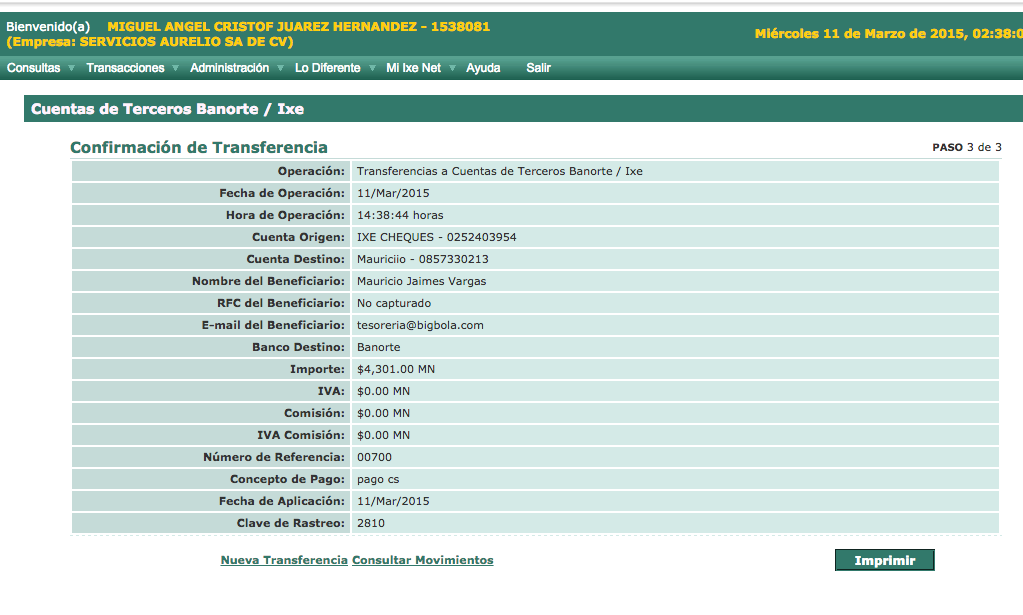 Bienvenido(a) MIGUEL ANGEL CRISTOF JUAREZ HERNANDEZ - 1538081
(Empresa: SERVICIOS AURELIO SA DE CV)
Miércoles 11 de Marzo de 2015, 02:38:0
Consultas Transacciones Administración Lo Diferente Mi Ixe Net Ayuda Salir
Cuentas de Terceros Banorte / Ixe
Confirmación de Transferencia PASO 3 de 3
Operación: Transferencias a Cuentas de Terceros Banorte / Ixe
Fecha de Operación: 11/Mar/2015
Hora de Operación: 14:38:44 horas
Cuenta Origen: IXE CHEQUES - 0252403954
Cuenta Destino: Mauriciio - 0857330213
Nombre del Beneficiario: Mauricio Jaimes Vargas
RFC del Beneficiario: No capturado
E-mail del Beneficiario: tesoreria@bigbola.com
Banco Destino: Banorte
Importe: $4,301.00 MN
IVA: $0.00 MN
Comisión: $0.00 MN
IVA Comisión: $0.00 MN
Número de Referencia: 00700
Concepto de Pago: pago cs
Fecha de Aplicación: 11/Mar/2015
Clave de Rastreo: 2810
Nueva Transferencia Consultar Movimientos Imprimir